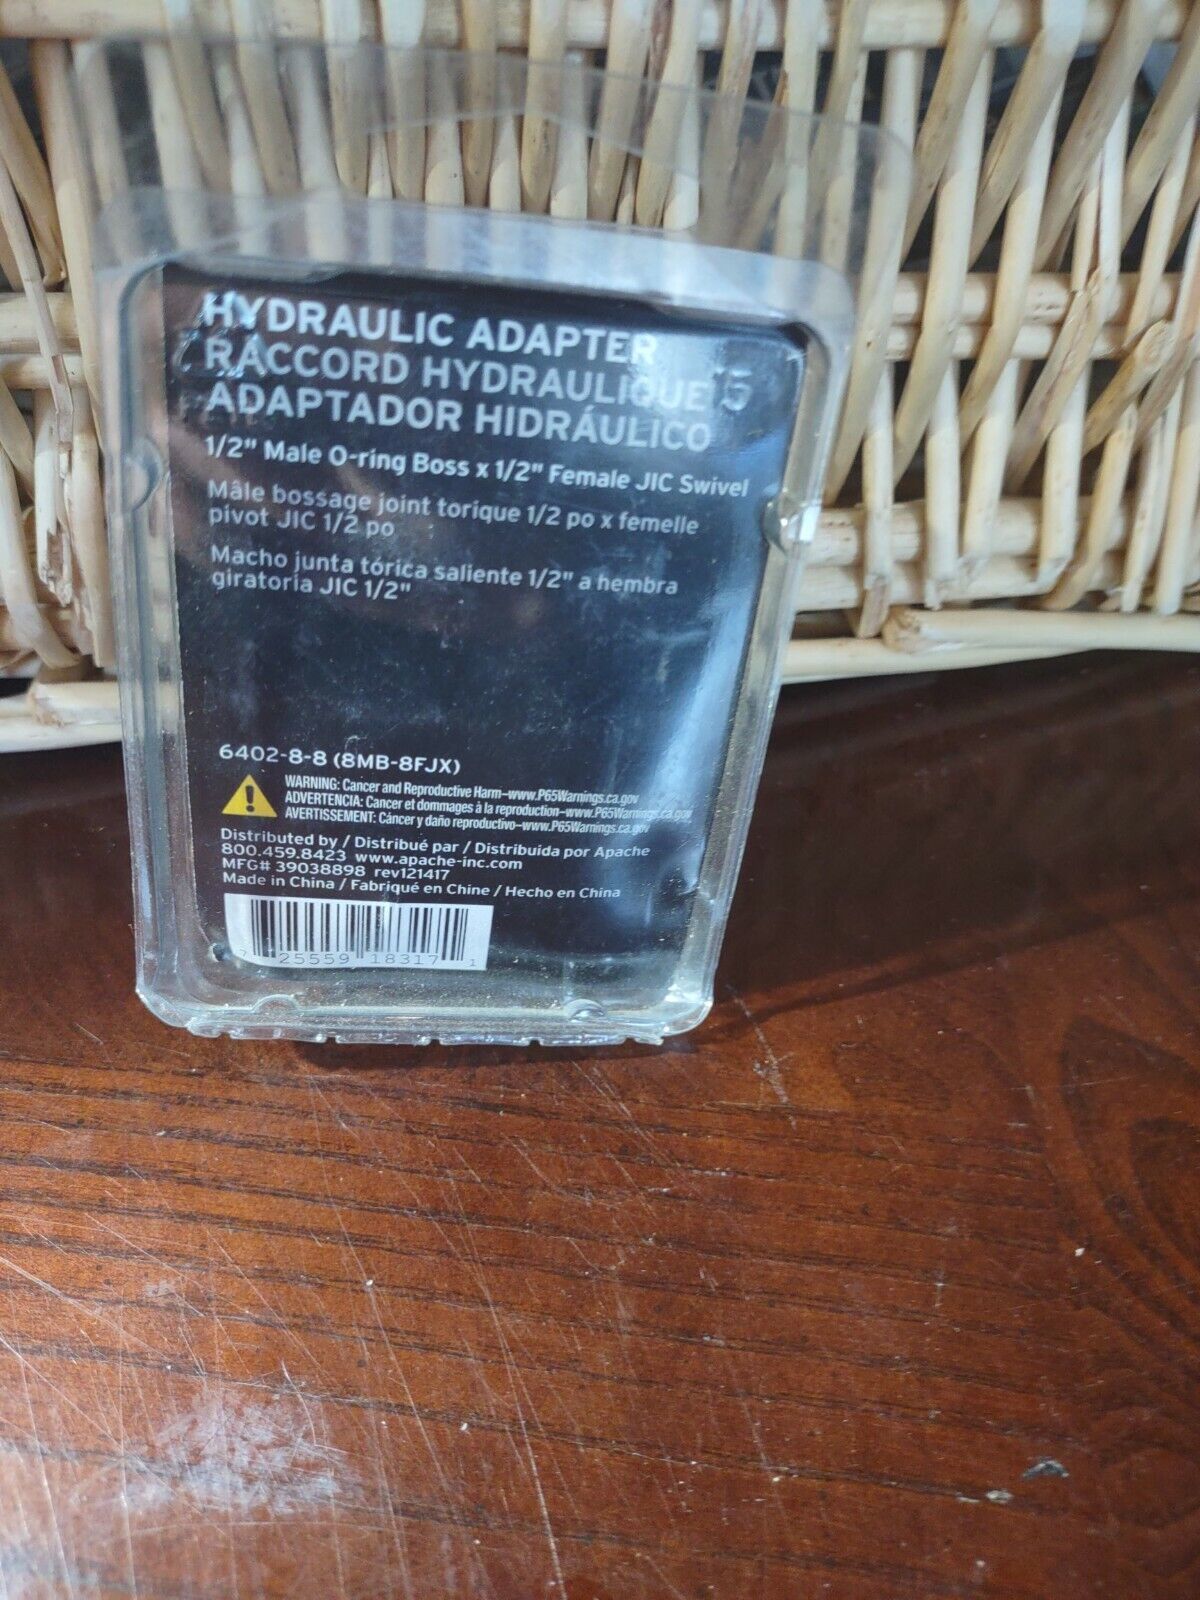 HYDRAULIC ADAPTER
RACCORD HYDRAULIQUE
ADAPTADOR HIDRÁULICO
1/2" Male O-ring Boss x 1/2" Female JIC Swivel
Mâle bossage joint torique 1/2 po x femelle
pivot JIC 1/2 po
Macho junta tórica saliente 1/2" a hembra
giratoria JIC 1/2"
6402-8-8 (8MB-8FJX)
WARNING: Cancer and Reproductive Harm–www.P65Warnings.ca.gov
ADVERTENCIA: Cancer et dommages à la reproduction–www.P65Warnings.ca.gov
AVERTISSEMENT: Cáncer y daño reproductivo–www.P65Warnings.ca.gov
Distributed by / Distribué par / Distribuida por Apache
800.459.8423 www.apache-inc.com
MFG# 39038898 rev121417
Made in China / Fabriqué en Chine / Hecho en China
7 25559 18317 1